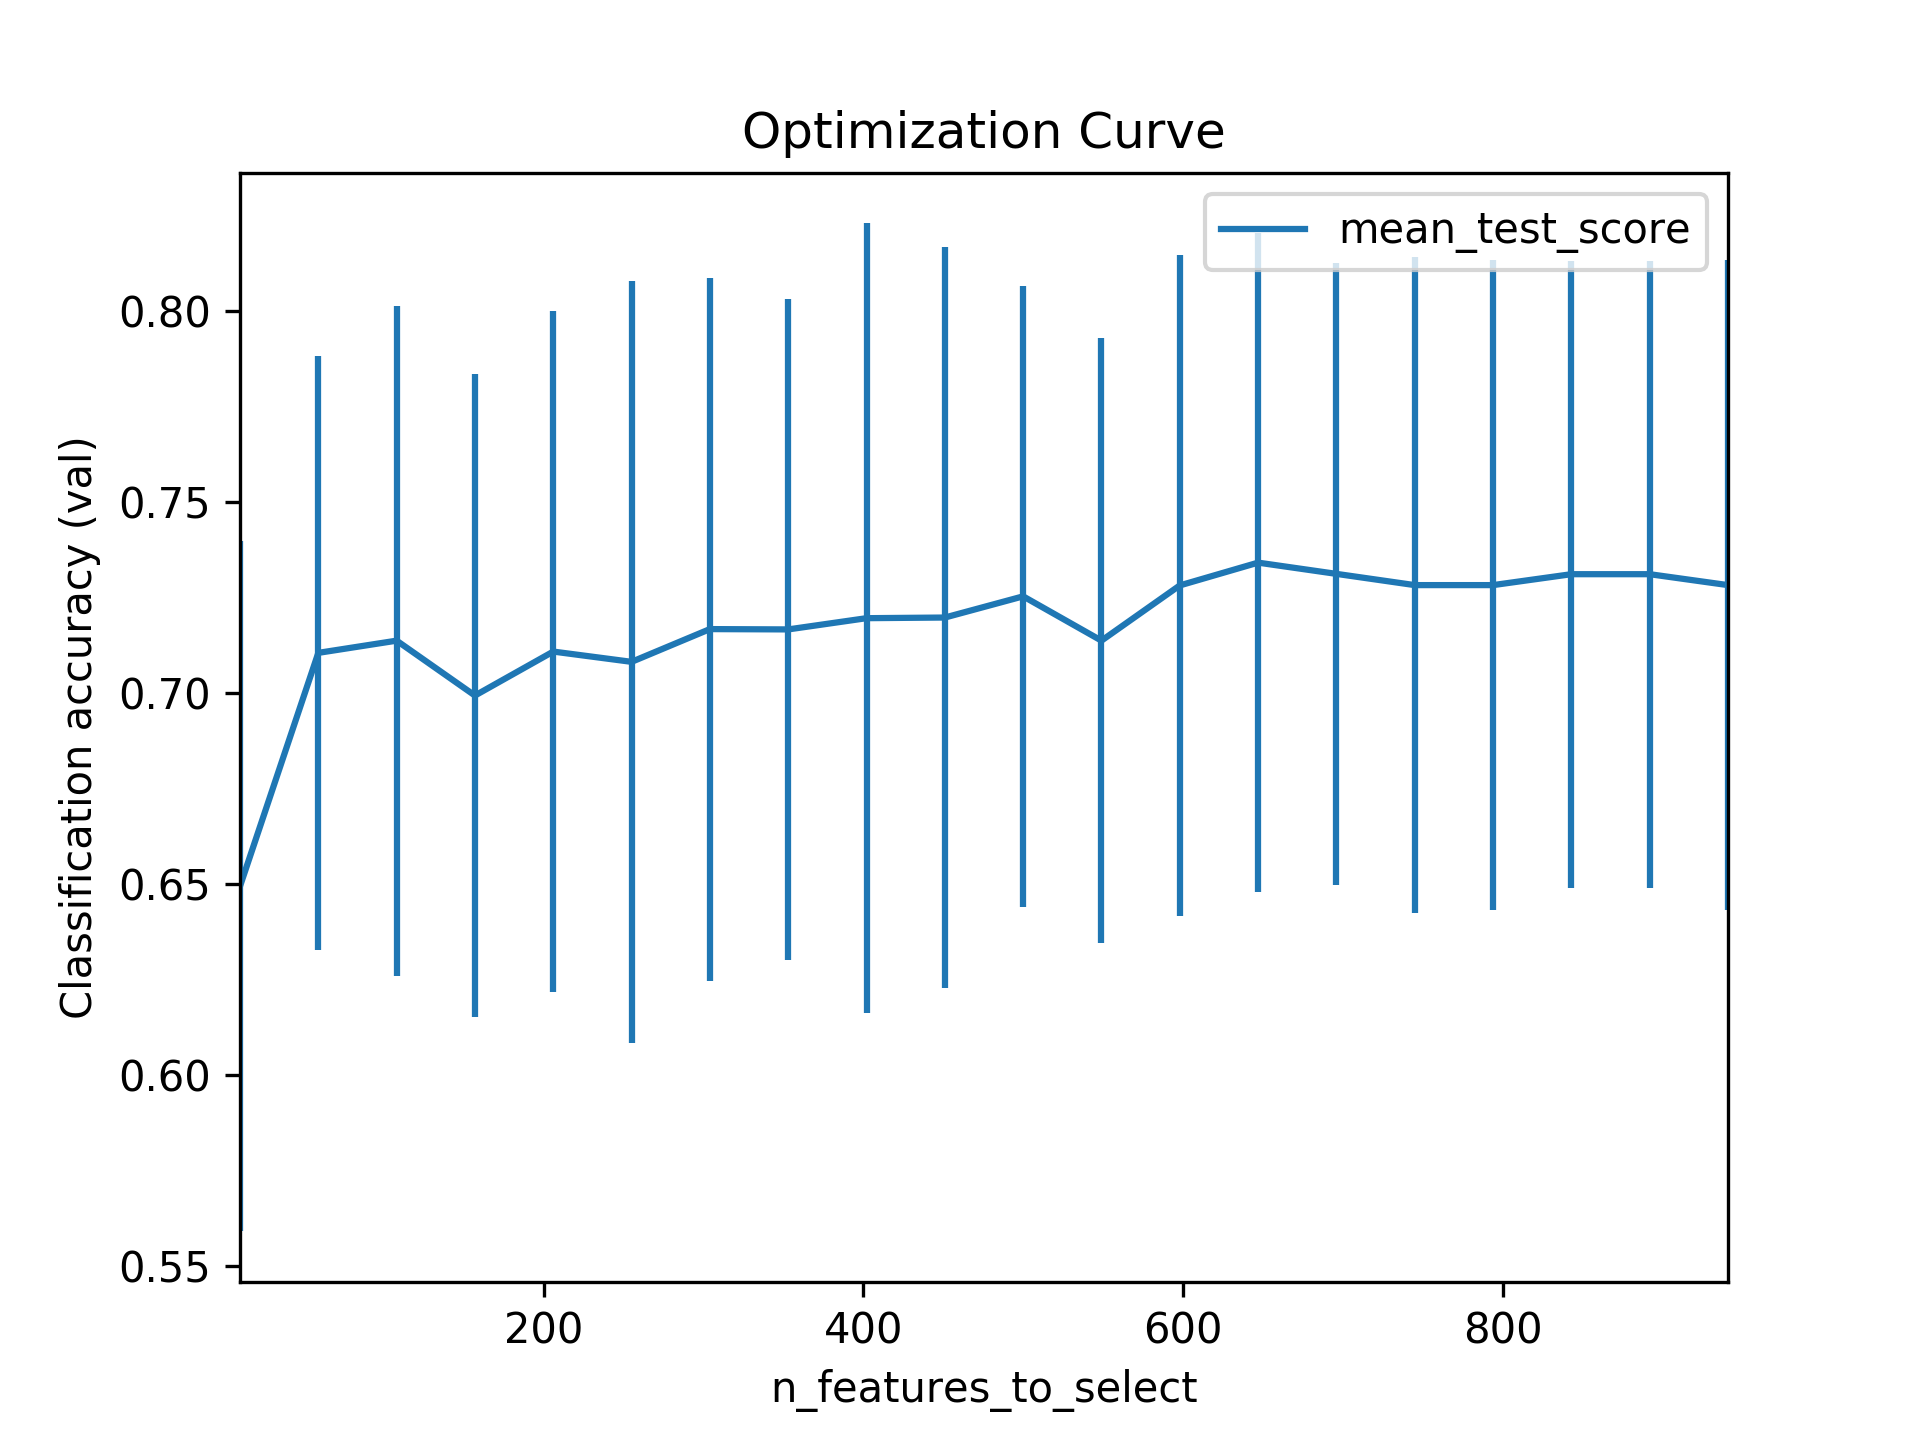 Optimization Curve
mean_test_score
Classification accuracy (val)
0.80
0.75
0.70
0.65
0.60
0.55
200 400 600 800
n_features_to_select